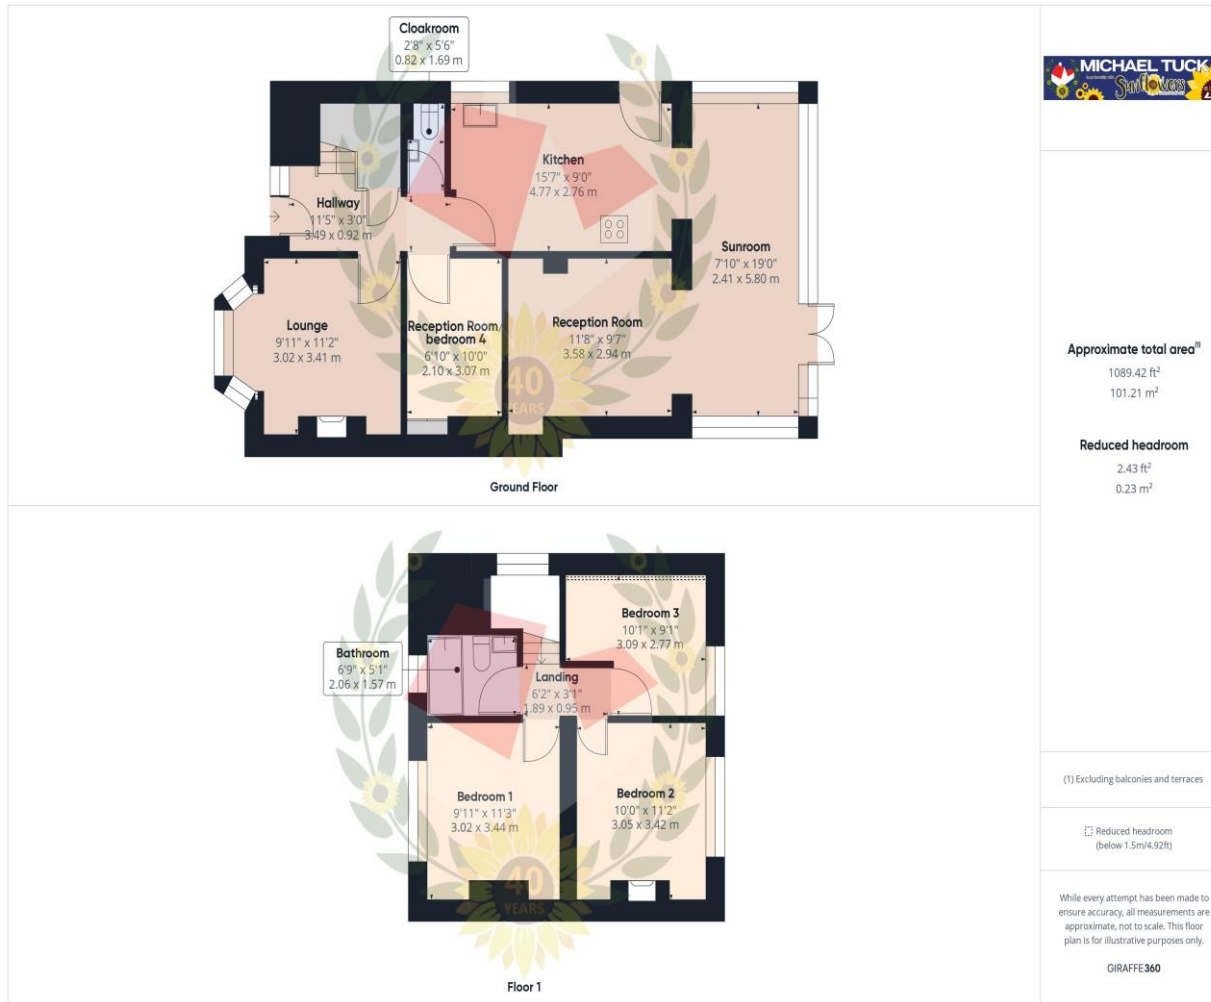 Cloakroom
2'8" x 5'6"
0.82 x 1.69 m
Kitchen
15'7" x 9'0"
4.77 x 2.76 m
Hallway
11'5" x 3'0"
3.49 x 0.92 m
Sunroom
7'10" x 19'0"
2.41 x 5.80 m
Lounge
9'11" x 11'2"
3.02 x 3.41 m
Reception Room/
bedroom 4
6'10" x 10'0"
2.10 x 3.07 m
Reception Room
11'8" x 9'7"
3.58 x 2.94 m
40
YEARS
Ground Floor
Bedroom 3
10'1" x 9'1"
3.09 x 2.77 m
Bathroom
6'9" x 5'1"
2.06 x 1.57 m
Landing
6'2" x 3'1"
1.89 x 0.95 m
Bedroom 1
9'11" x 11'3"
3.02 x 3.44 m
Bedroom 2
10'0" x 11'2"
3.05 x 3.42 m
40
YEARS
Floor 1
MICHAEL TUCK
Sunflowers
Approximate total area(1)
1089.42 ft²
101.21 m²
Reduced headroom
2.43 ft²
0.23 m²
(1) Excluding balconies and terraces
Reduced headroom
(below 1.5m/4.92ft)
While every attempt has been made to
ensure accuracy, all measurements are
approximate, not to scale. This floor
plan is for illustrative purposes only.
GIRAFFE360